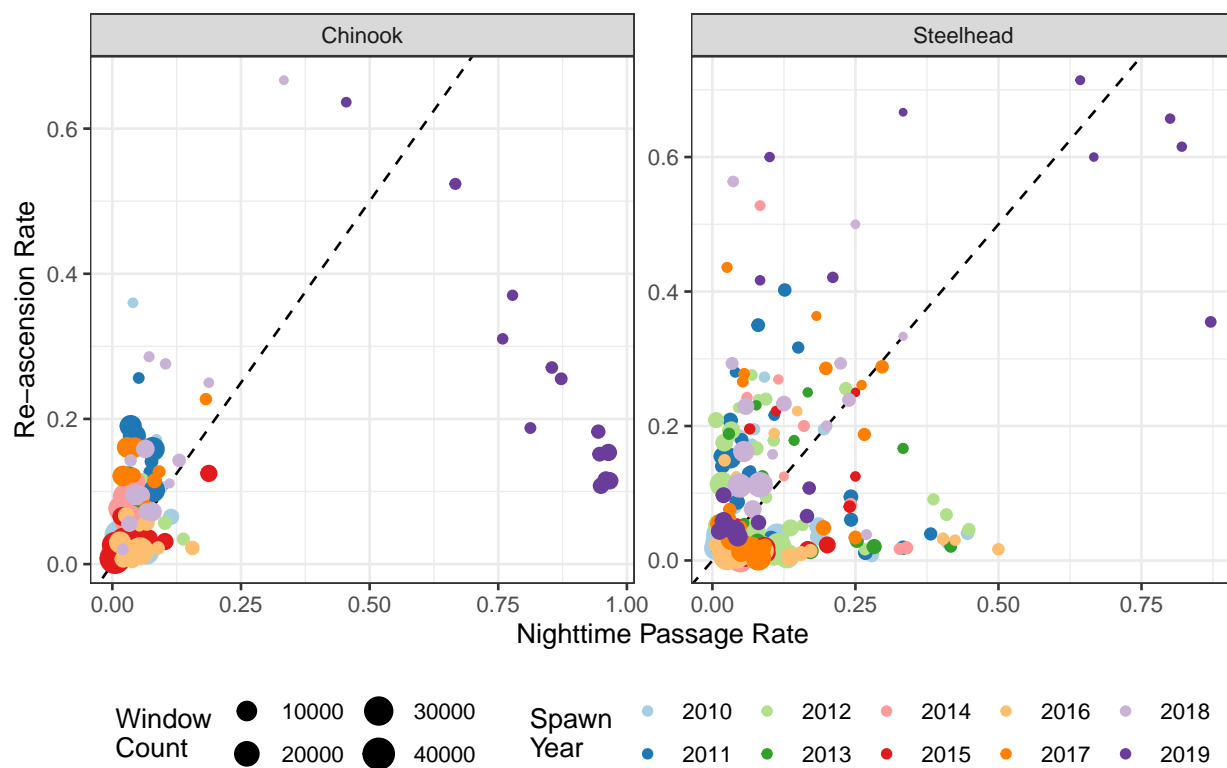 Chinook Steelhead
Re-ascension Rate
0.6
0.4
0.2
0.0
0.6
0.4
0.2
0.0
0.00 0.25 0.50 0.75 1.00 0.00 0.25 0.50 0.75
Nighttime Passage Rate
Window Count
10000 30000
20000 40000
Spawn Year
2010 2012 2014 2016 2018
2011 2013 2015 2017 2019